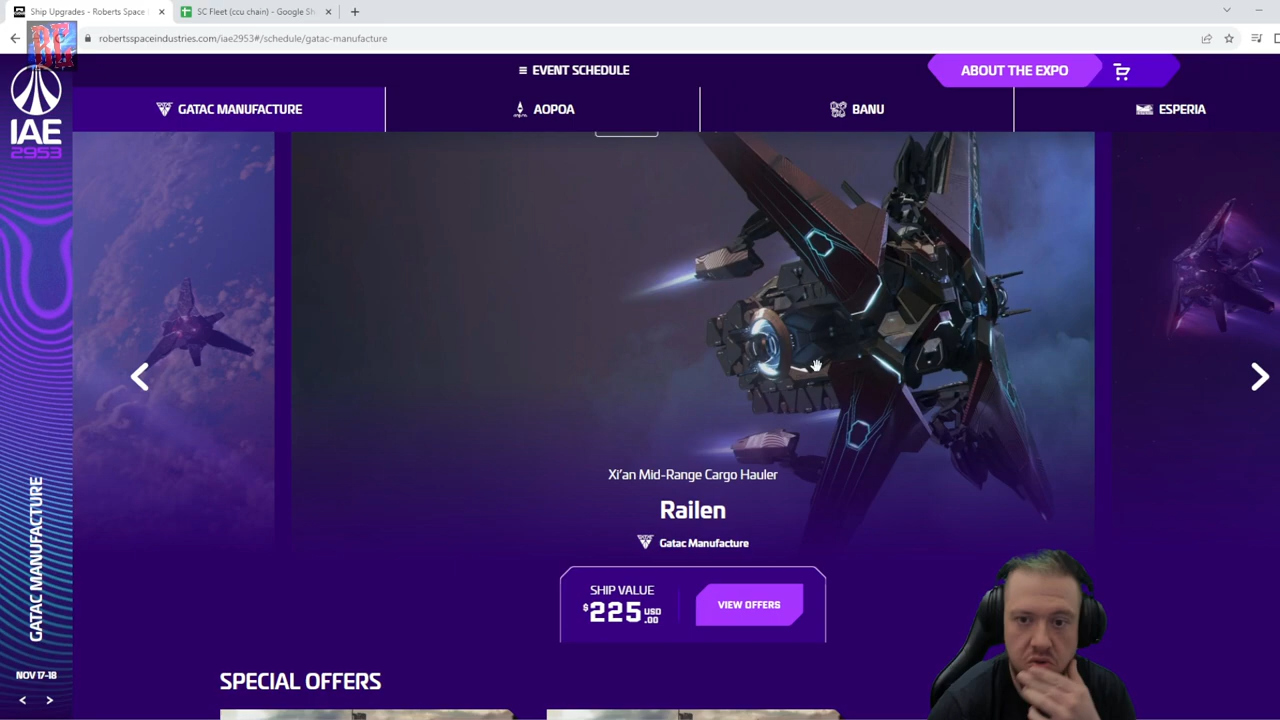 Ship Upgrades - Roberts Space
SC Fleet (ccu chain) - Google Sh
robertsspaceindustries.com/iae2953#/schedule/gatac-manufacture
RG
EVENT SCHEDULE
ABOUT THE EXPO
IAE
2953
GATAC MANUFACTURE
AOPOA
BANU
ESPERIA
Xi'an Mid-Range Cargo Hauler
Railen
Gatac Manufacture
SHIP VALUE
$225 USD .00
VIEW OFFERS
GATAC MANUFACTURE
NOV 17-18
SPECIAL OFFERS